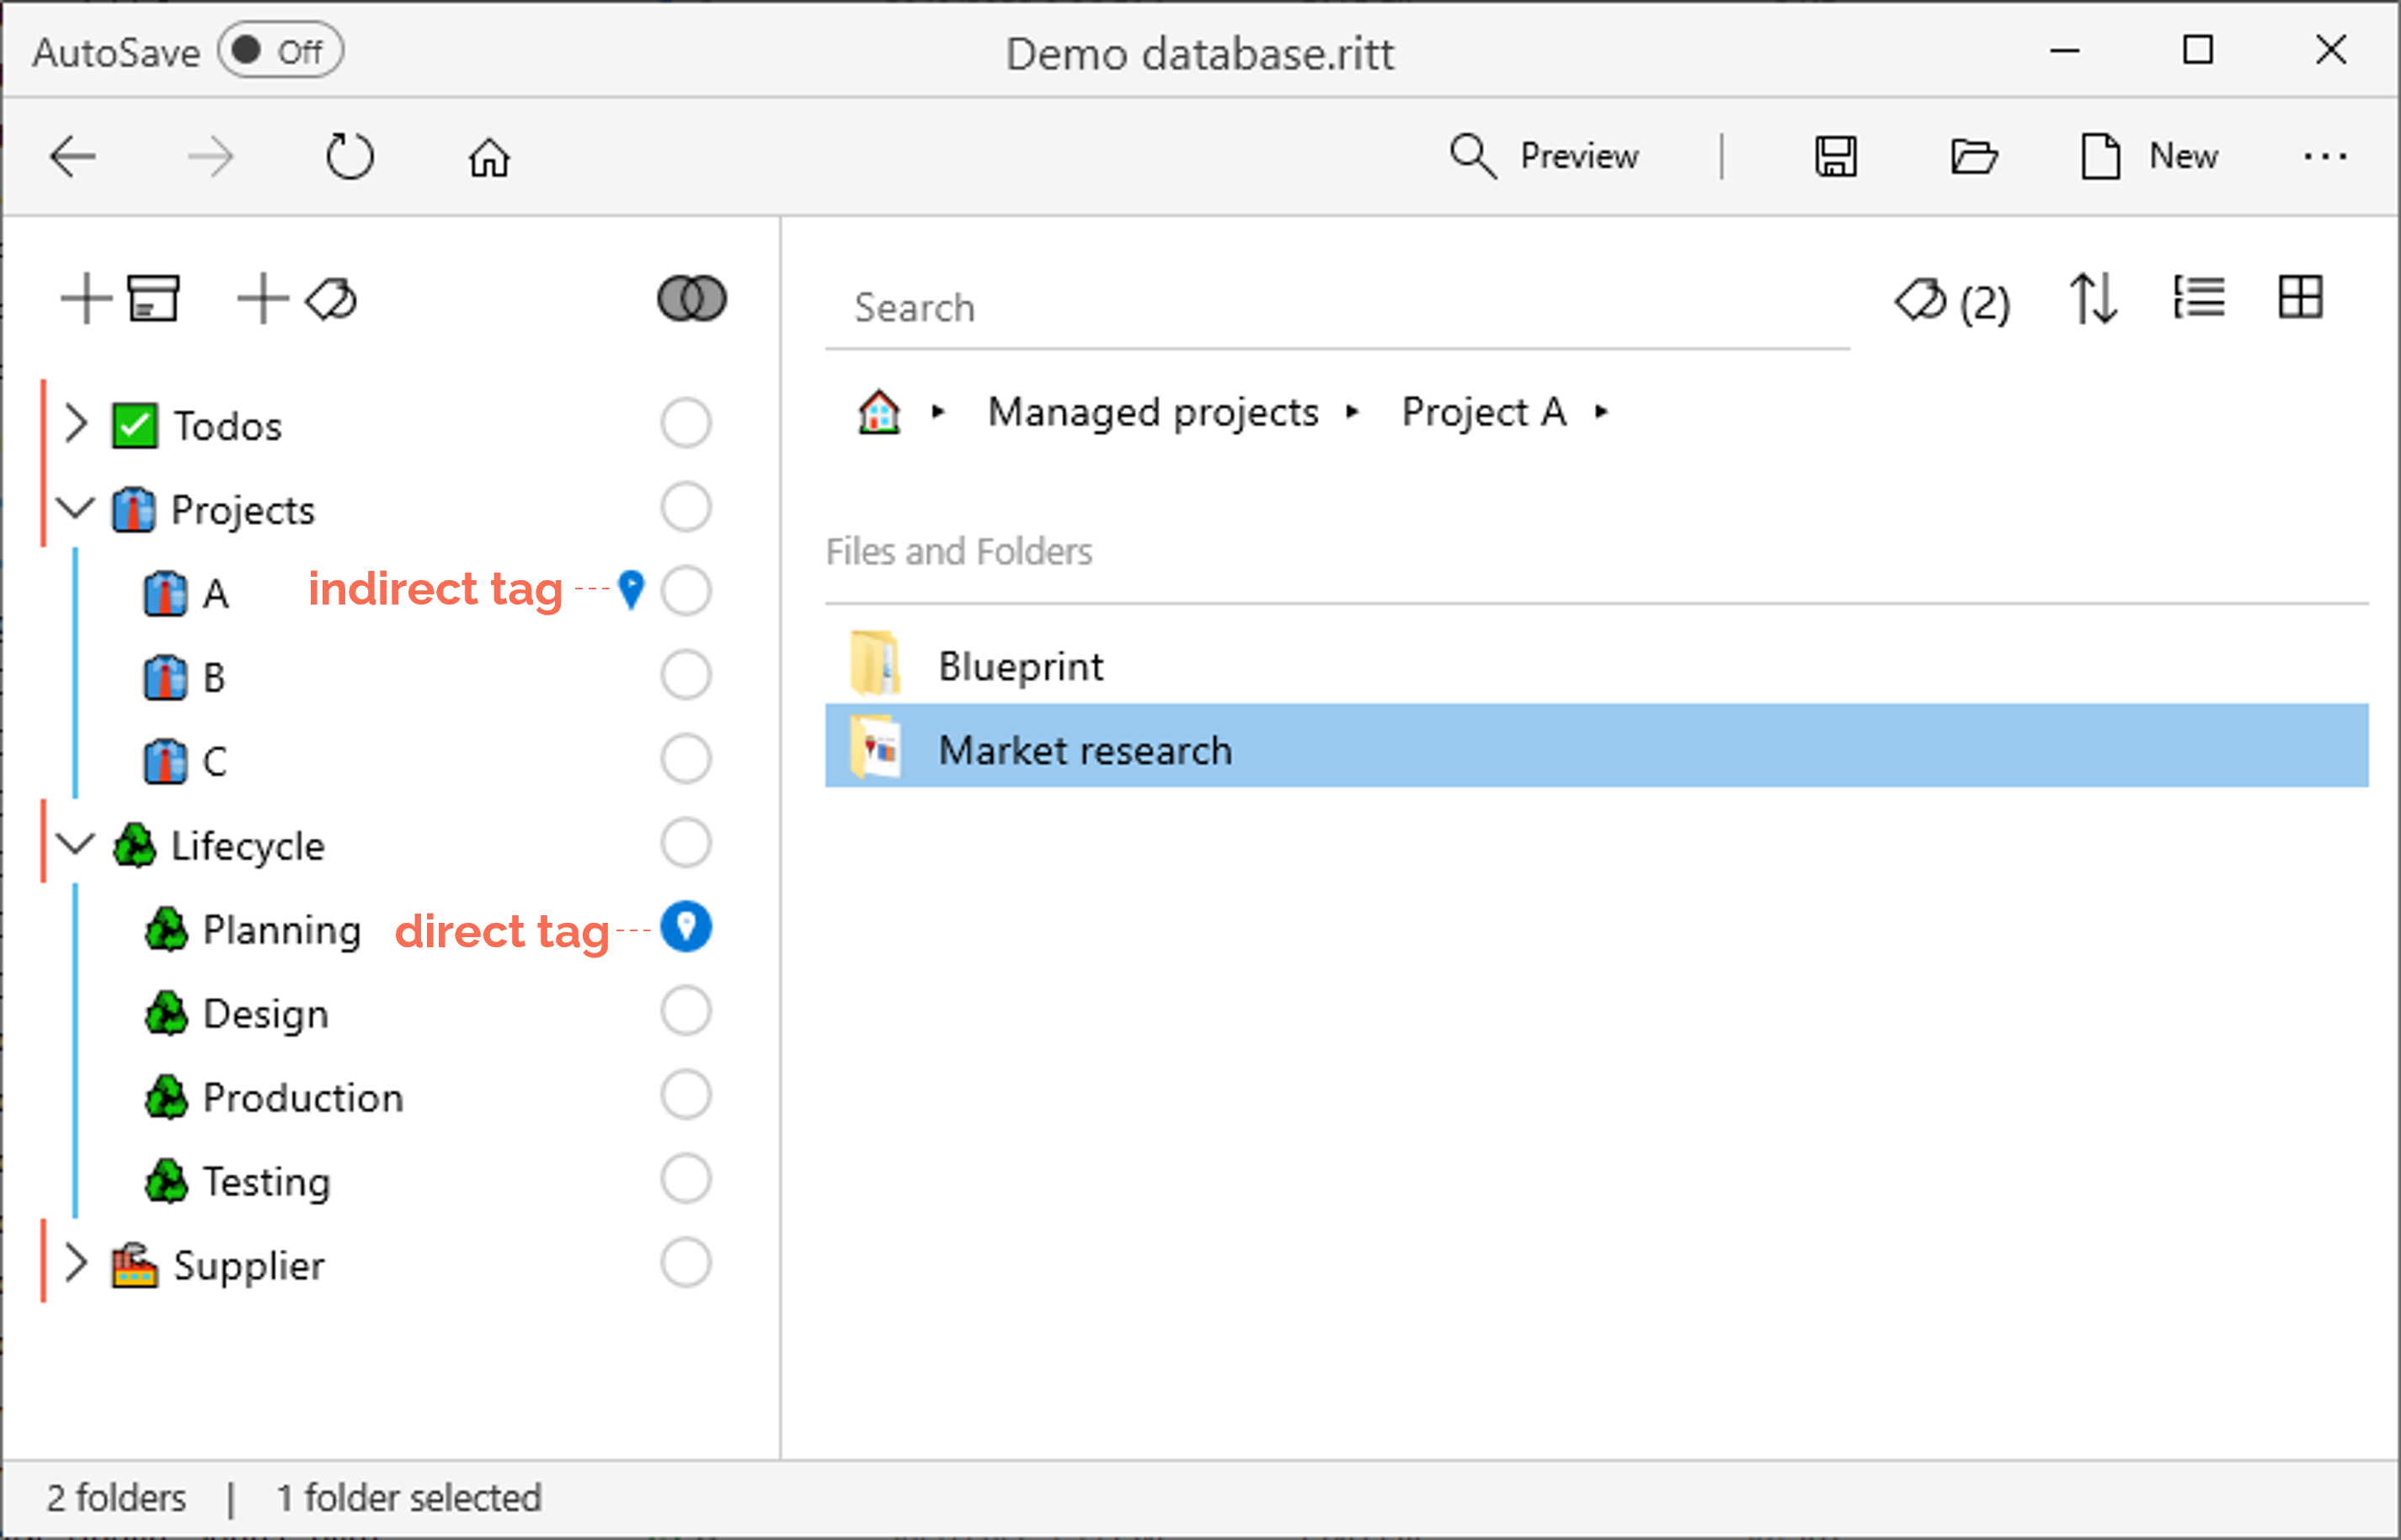 AutoSave Off Demo database.ritt
Preview | New ...
Search (2)
Managed projects Project A
Files and Folders
Blueprint
Market research
Todos
Projects
A indirect tag
B
C
Lifecycle
Planning direct tag
Design
Production
Testing
Supplier
2 folders | 1 folder selected